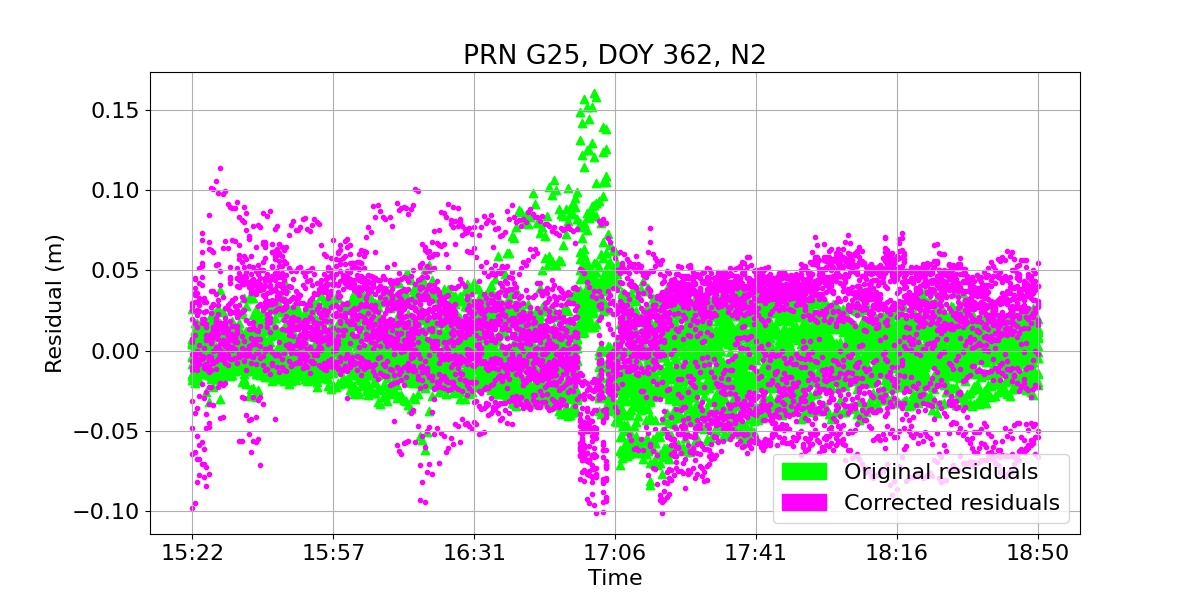 PRN G25, DOY 362, N2
Residual (m)
0.15
0.10
0.05
0.00
−0.05
−0.10
Original residuals
Corrected residuals
15:22 15:57 16:31 17:06 17:41 18:16 18:50
Time